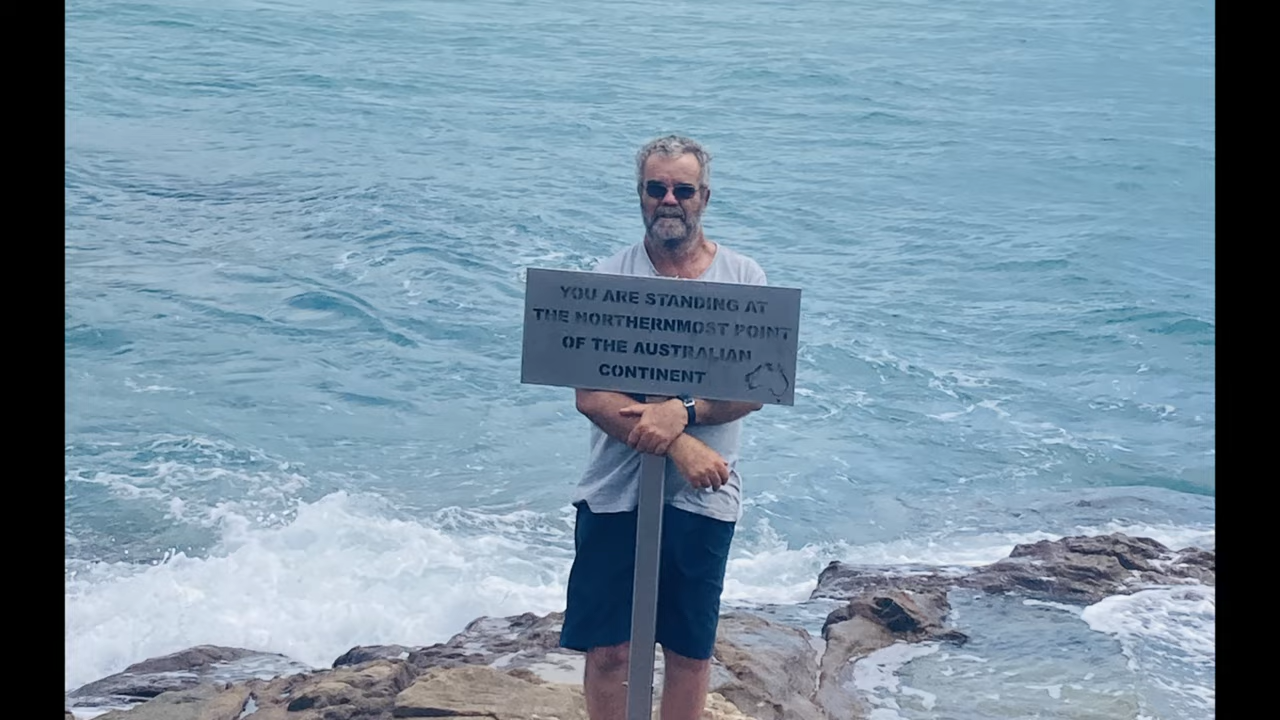 YOU ARE STANDING AT
THE NORTHERNMOST POINT
OF THE AUSTRALIAN
CONTINENT